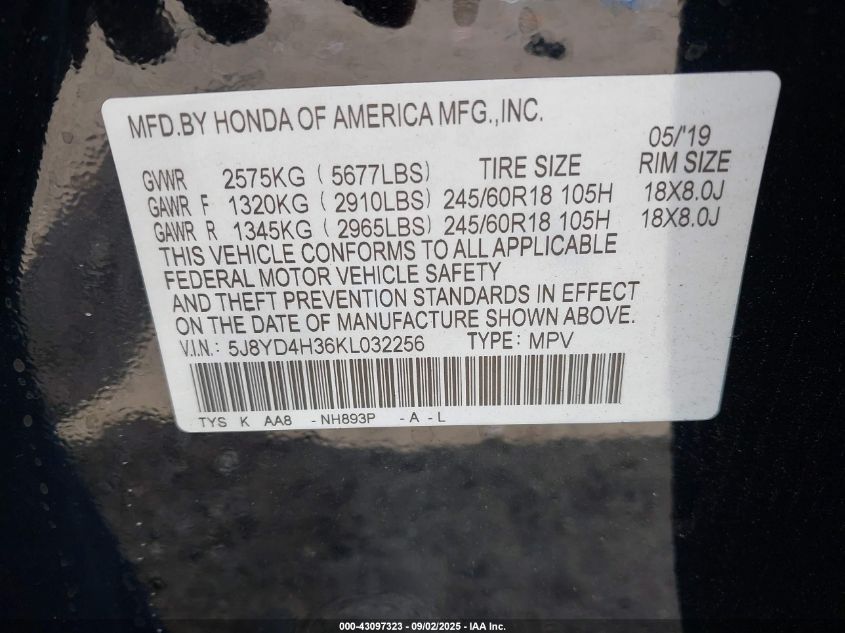 MFD.BY HONDA OF AMERICA MFG.,INC.
05/'19
GVWR 2575KG ( 5677LBS) TIRE SIZE RIM SIZE
GAWR F 1320KG ( 2910LBS) 245/60R18 105H 18X8.0J
GAWR R 1345KG ( 2965LBS) 245/60R18 105H 18X8.0J
THIS VEHICLE CONFORMS TO ALL APPLICABLE
FEDERAL MOTOR VEHICLE SAFETY
AND THEFT PREVENTION STANDARDS IN EFFECT
ON THE DATE OF MANUFACTURE SHOWN ABOVE.
V.I.N.: 5J8YD4H36KL032256 TYPE: MPV
TYS K AA8 -NH893P -A-L
000-43097323 - 09/02/2025 - IAA Inc.